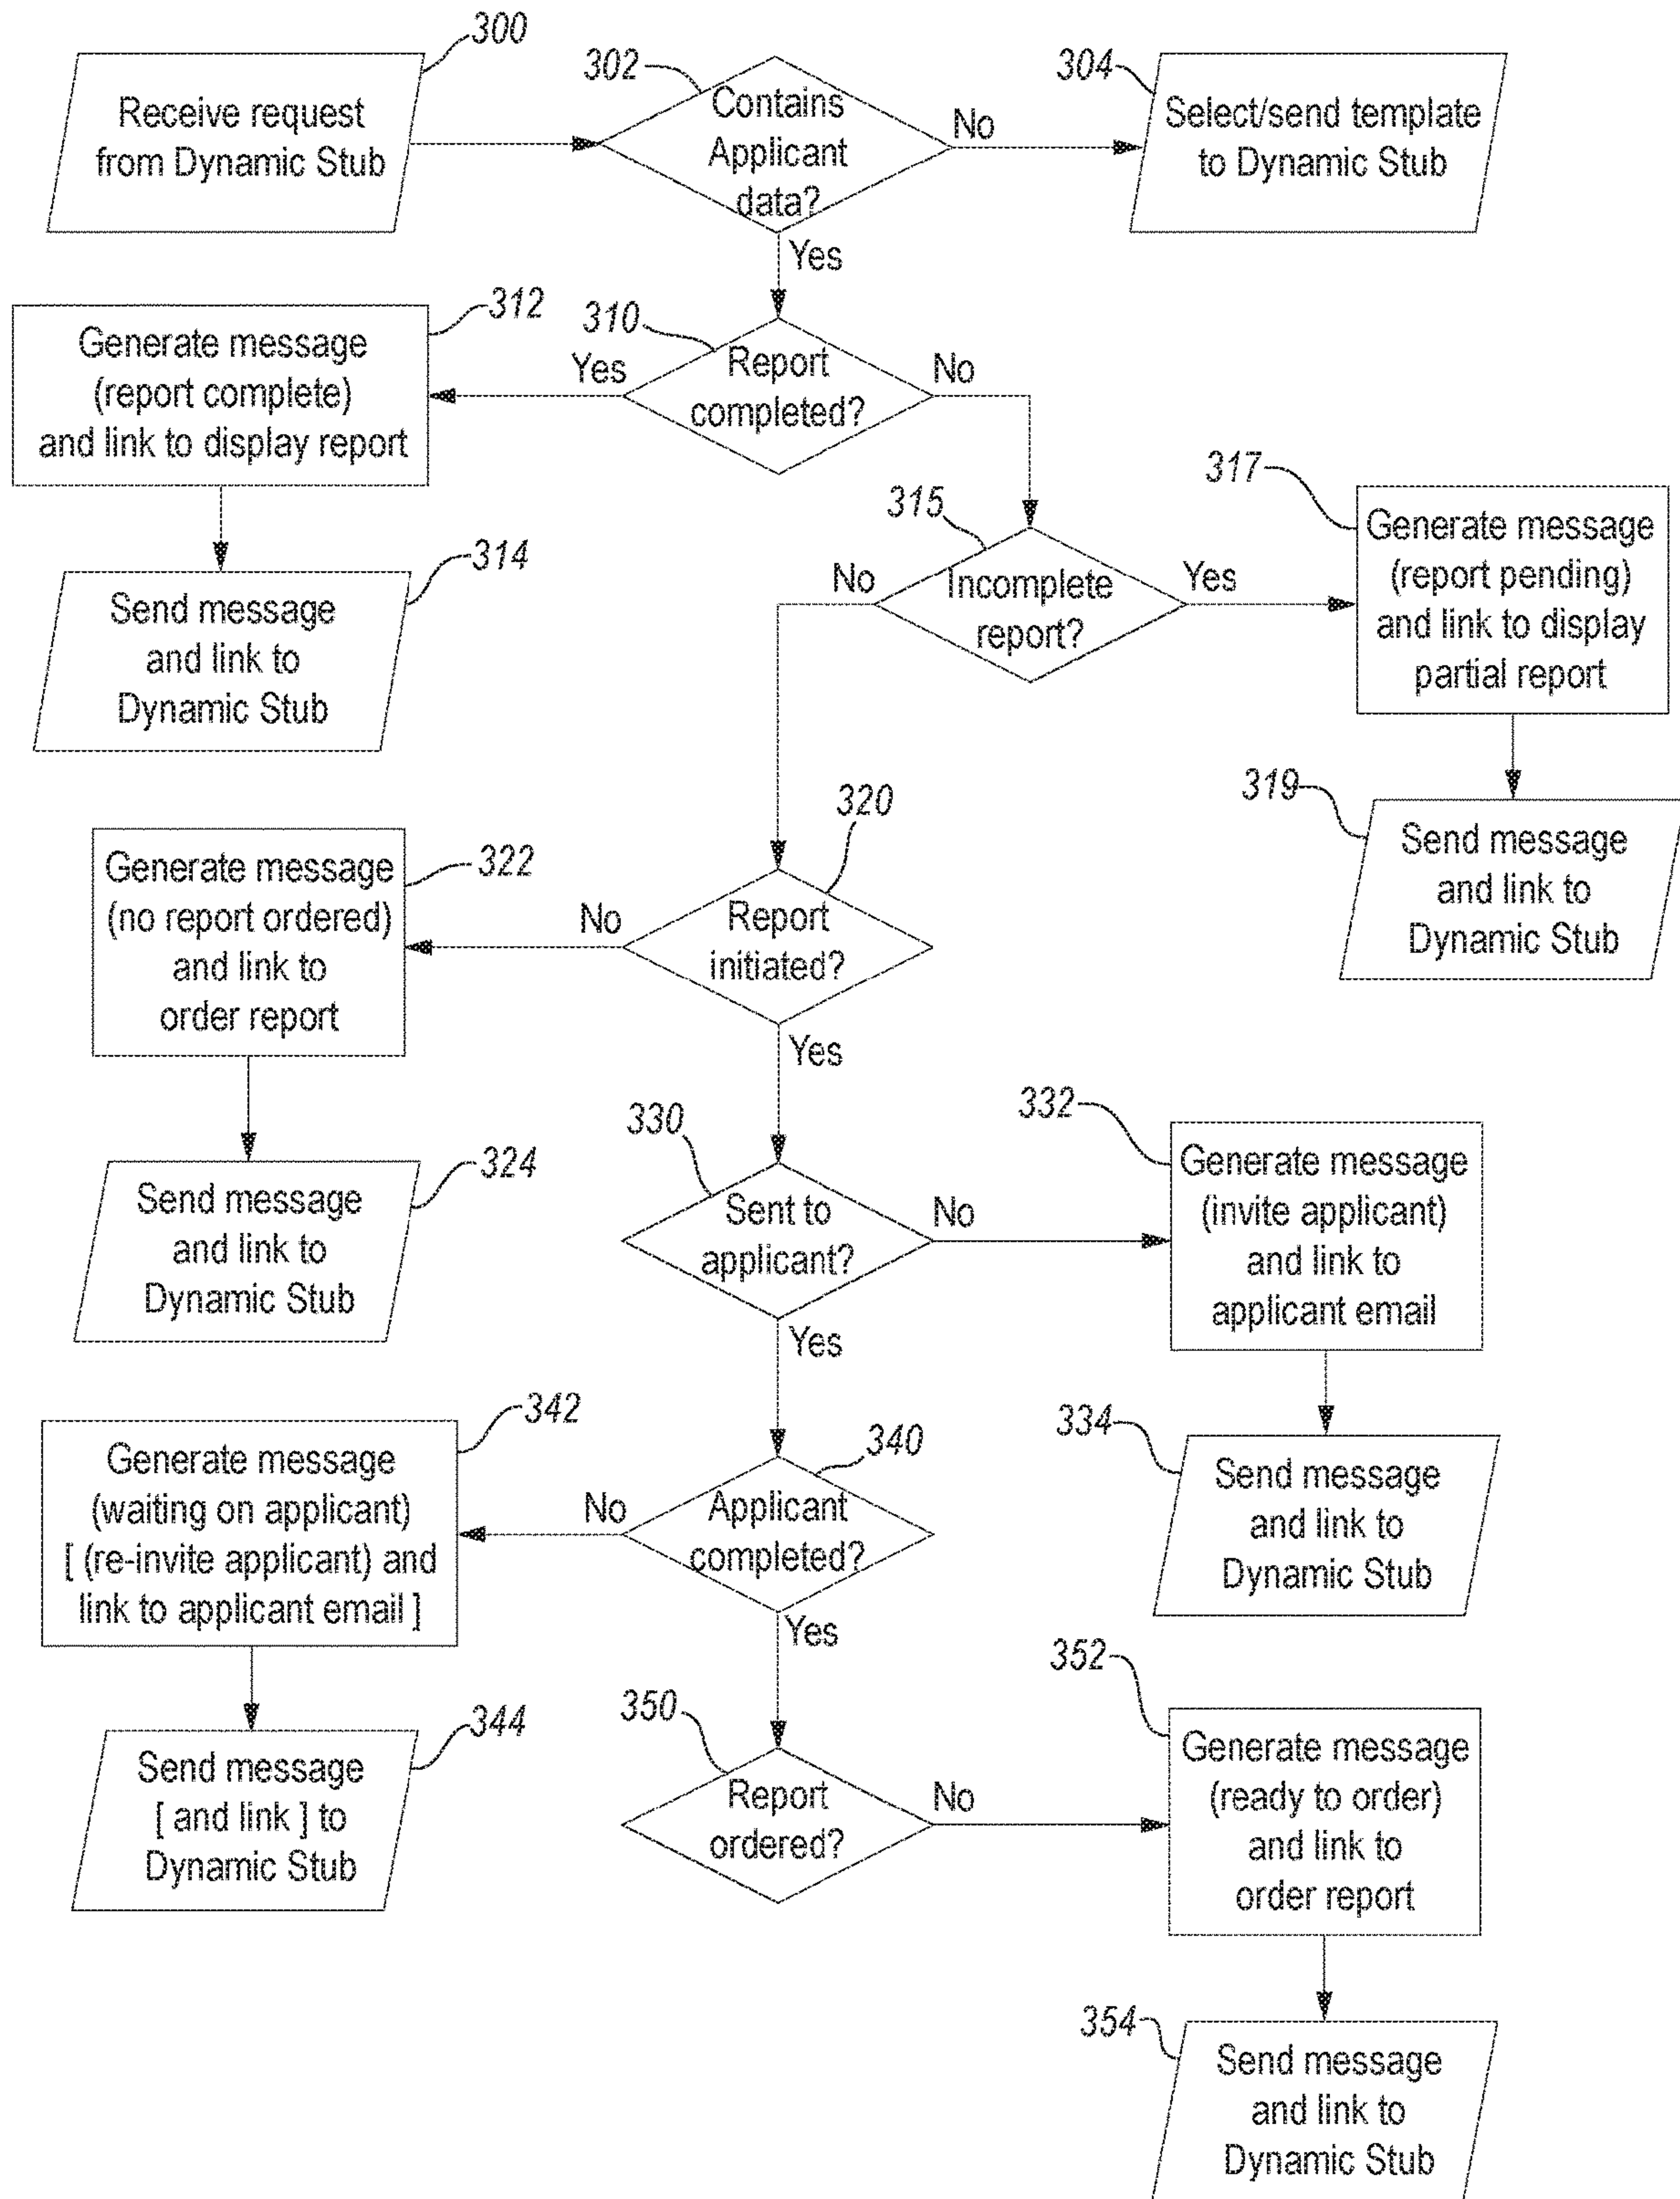 300
Receive request
from Dynamic Stub
302
Contains
Applicant
data?
No
Yes
304
Select/send template
to Dynamic Stub
312
Generate message
(report complete)
and link to display report
310
Report
completed?
Yes
No
314
Send message
and link to
Dynamic Stub
315
Incomplete
report?
No
Yes
317
Generate message
(report pending)
and link to display
partial report
319
Send message
and link to
Dynamic Stub
320
Report
initiated?
No
Yes
322
Generate message
(no report ordered)
and link to
order report
324
Send message
and link to
Dynamic Stub
330
Sent to
applicant?
No
Yes
332
Generate message
(invite applicant)
and link to
applicant email
334
Send message
and link to
Dynamic Stub
342
Generate message
(waiting on applicant)
[ (re-invite applicant) and
link to applicant email ]
340
Applicant
completed?
No
Yes
344
Send message
[ and link ] to
Dynamic Stub
350
Report
ordered?
No
352
Generate message
(ready to order)
and link to
order report
354
Send message
and link to
Dynamic Stub